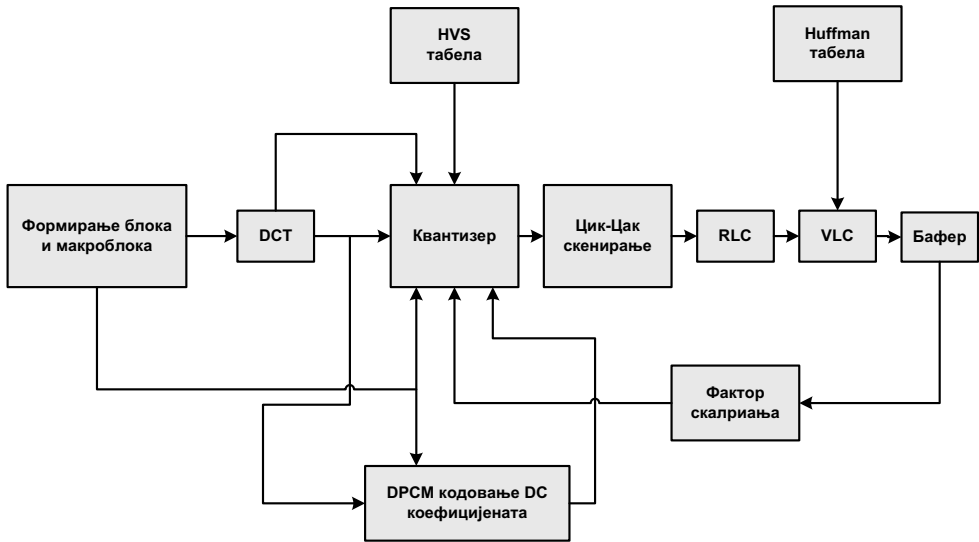 HVS
табела
Huffman
табела
Формирање блока
и макроблока
DCT
Квантизер
Цик-Цак
скенирање
RLC
VLC
Бафер
Фактор
скалриања
DPCM кодовање DC
коефицијената